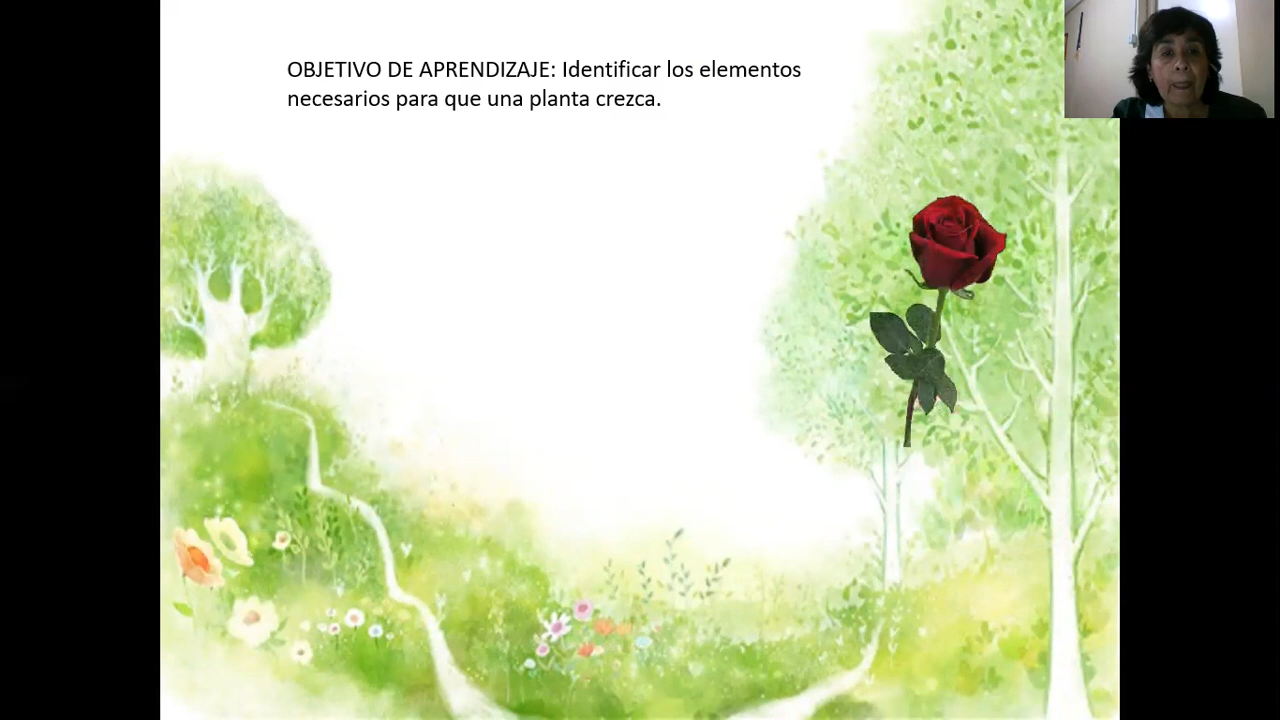 OBJETIVO DE APRENDIZAJE: Identificar los elementos
necesarios para que una planta crezca.